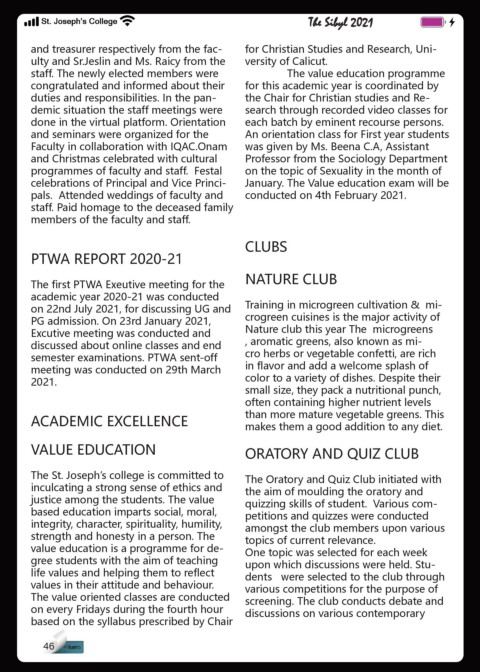 St. Joseph's College
The Sibyl 2021
and treasurer respectively from the fac-
ulty and Sr.Jeslin and Ms. Raicy from the
staff. The newly elected members were
congratulated and informed about their
duties and responsibilities. In the pan-
demic situation the staff meetings were
done in the virtual platform. Orientation
and seminars were organized for the
Faculty in collaboration with IQAC.Onam
and Christmas celebrated with cultural
programmes of faculty and staff.  Festal
celebrations of Principal and Vice Princi-
pals.  Attended weddings of faculty and
staff. Paid homage to the deceased family
members of the faculty and staff.
PTWA REPORT 2020-21
The first PTWA Exeutive meeting for the
academic year 2020-21 was conducted
on 22nd July 2021, for discussing UG and
PG admission. On 23rd January 2021,
Excutive meeting was conducted and
discussed about online classes and end
semester examinations. PTWA sent-off
meeting was conducted on 29th March
2021.
ACADEMIC EXCELLENCE
VALUE EDUCATION
The St. Joseph's college is committed to
inculcating a strong sense of ethics and
justice among the students. The value
based education imparts social, moral,
integrity, character, spirituality, humility,
strength and honesty in a person. The
value education is a programme for de-
gree students with the aim of teaching
life values and helping them to reflect
values in their attitude and behaviour.
The value oriented classes are conducted
on every Fridays during the fourth hour
based on the syllabus prescribed by Chair
for Christian Studies and Research, Uni-
versity of Calicut.
The value education programme
for this academic year is coordinated by
the Chair for Christian studies and Re-
search through recorded video classes for
each batch by eminent recourse persons.
An orientation class for First year students
was given by Ms. Beena C.A, Assistant
Professor from the Sociology Department
on the topic of Sexuality in the month of
January. The Value education exam will be
conducted on 4th February 2021.
CLUBS
NATURE CLUB
Training in microgreen cultivation &  mi-
crogreen cuisines is the major activity of
Nature club this year The  microgreens
, aromatic greens, also known as mi-
cro herbs or vegetable confetti, are rich
in flavor and add a welcome splash of
color to a variety of dishes. Despite their
small size, they pack a nutritional punch,
often containing higher nutrient levels
than more mature vegetable greens. This
makes them a good addition to any diet.
ORATORY AND QUIZ CLUB
The Oratory and Quiz Club initiated with
the aim of moulding the oratory and
quizzing skills of student.  Various com-
petitions and quizzes were conducted
amongst the club members upon various
topics of current relevance.
One topic was selected for each week
upon which discussions were held. Stu-
dents   were selected to the club through
various competitions for the purpose of
screening. The club conducts debate and
discussions on various contemporary
46